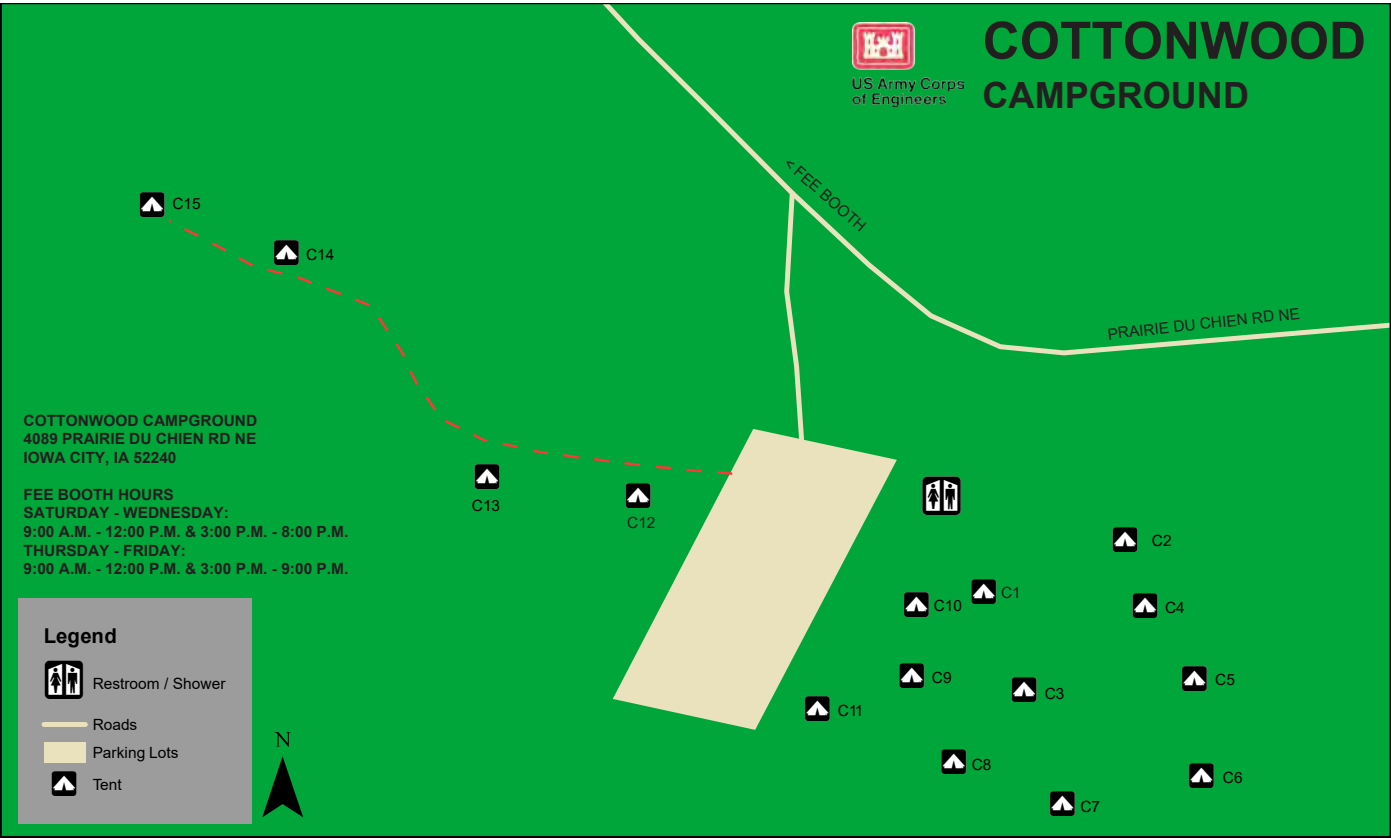 COTTONWOOD
CAMPGROUND
US Army Corps
of Engineers
< FEE BOOTH
PRAIRIE DU CHIEN RD NE
C15
C14
C13
C12
COTTONWOOD CAMPGROUND
4089 PRAIRIE DU CHIEN RD NE
IOWA CITY, IA 52240
FEE BOOTH HOURS
SATURDAY - WEDNESDAY:
9:00 A.M. - 12:00 P.M. & 3:00 P.M. - 8:00 P.M.
THURSDAY - FRIDAY:
9:00 A.M. - 12:00 P.M. & 3:00 P.M. - 9:00 P.M.
C2
C1
C10
C4
C9
C3
C5
C11
C8
C7
C6
Legend
Restroom / Shower
Roads
Parking Lots
Tent
N